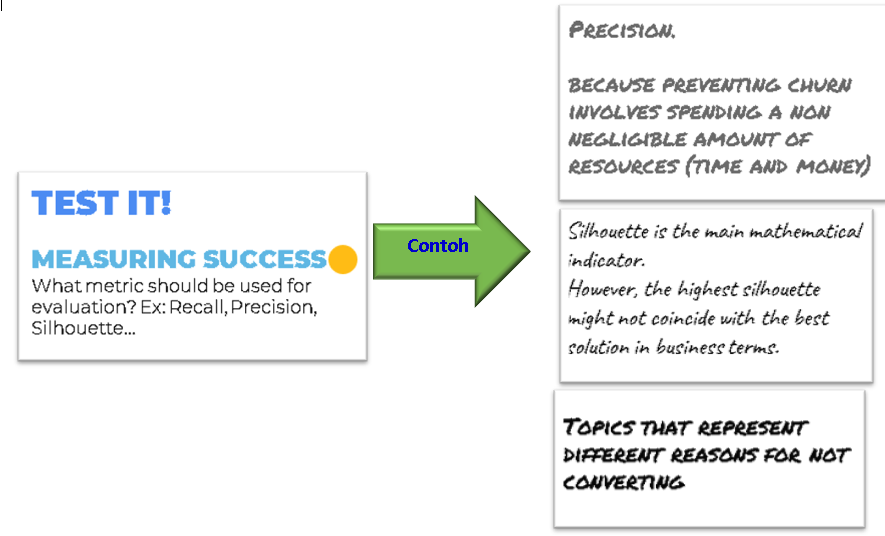 TEST IT!
MEASURING SUCCESS
What metric should be used for
evaluation? Ex: Recall, Precision,
Silhouette...
Contoh
PRECISION.
BECAUSE PREVENTING CHURN
INVOLVES SPENDING A NON
NEGLIGIBLE AMOUNT OF
RESOURCES (TIME AND MONEY)
Silhouette is the main mathematical
indicator.
However, the highest silhouette
might not coincide with the best
solution in business terms.
TOPICS THAT REPRESENT
DIFFERENT REASONS FOR NOT
CONVERTING